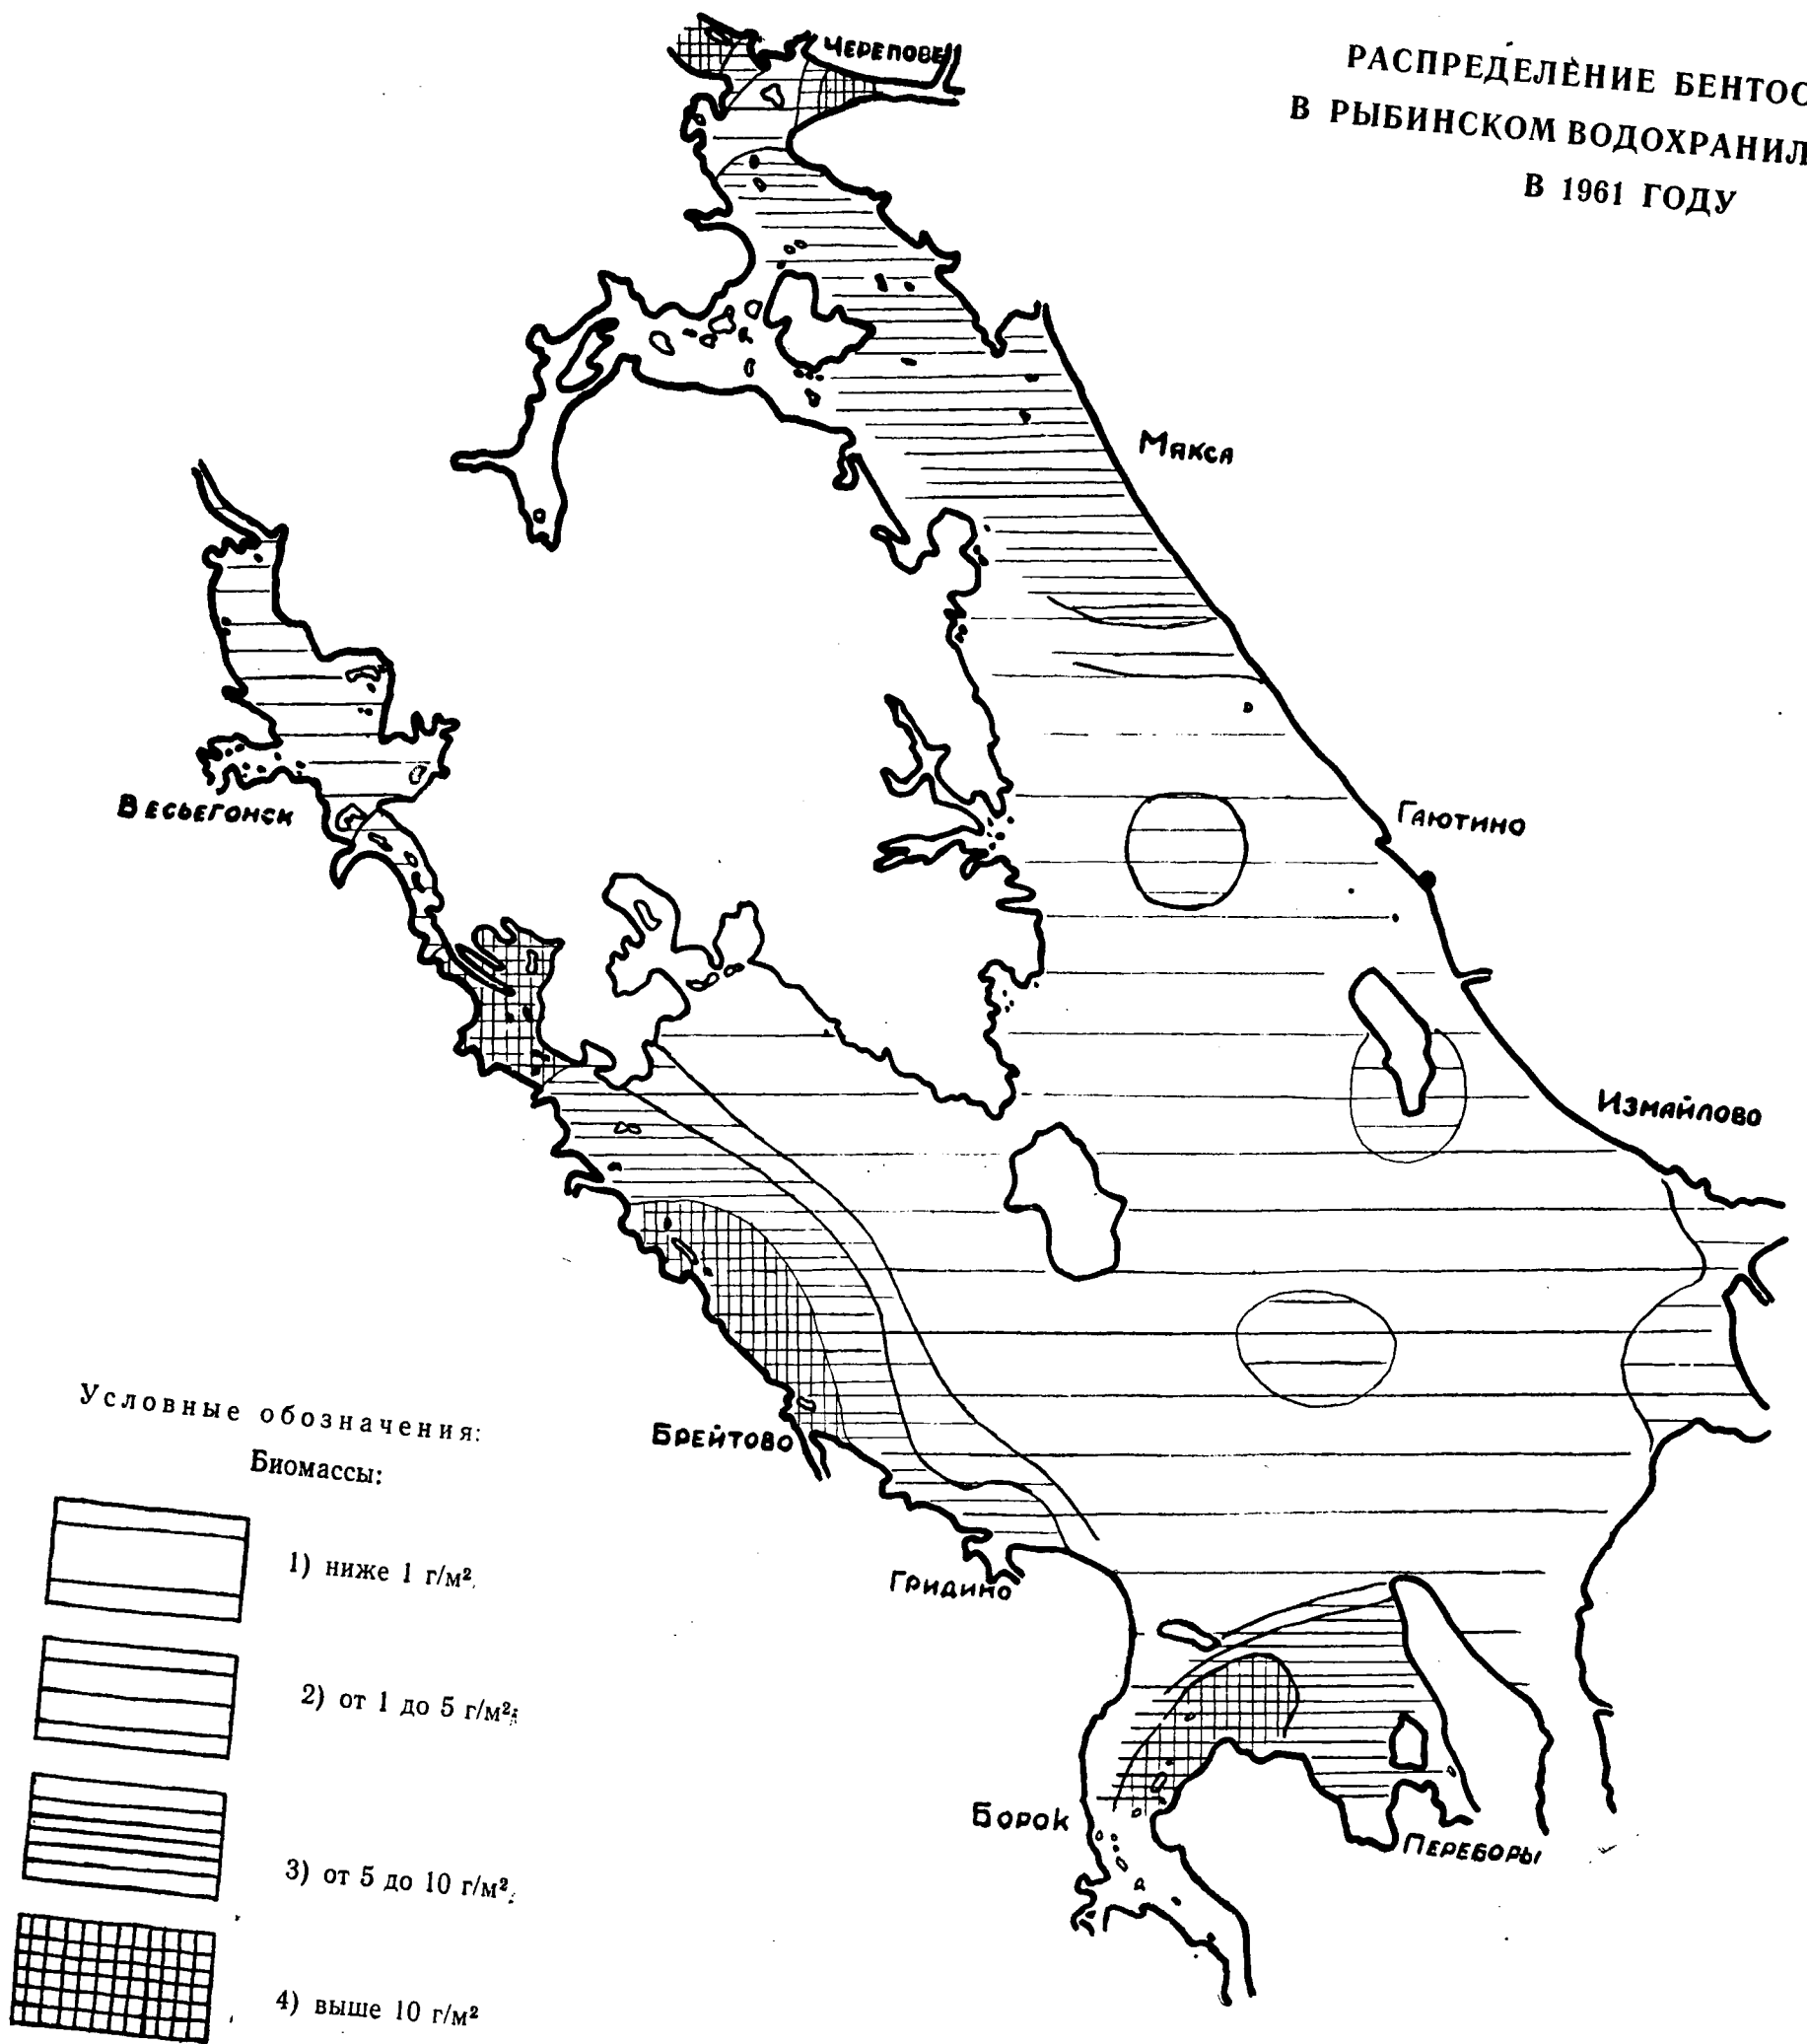 ЧЕРЕПОВЕЦ
РАСПРЕДЕЛЕНИЕ БЕНТОС
В РЫБИНСКОМ ВОДОХРАНИЛ
В 1961 ГОДУ
Мякса
Весьегонск
Гаютино
Измайлово
Брейтово
Гридино
Борок
Переборы
Условные обозначения:
Биомассы:
1) ниже 1 г/м²
2) от 1 до 5 г/м²;
3) от 5 до 10 г/м²;
4) выше 10 г/м²